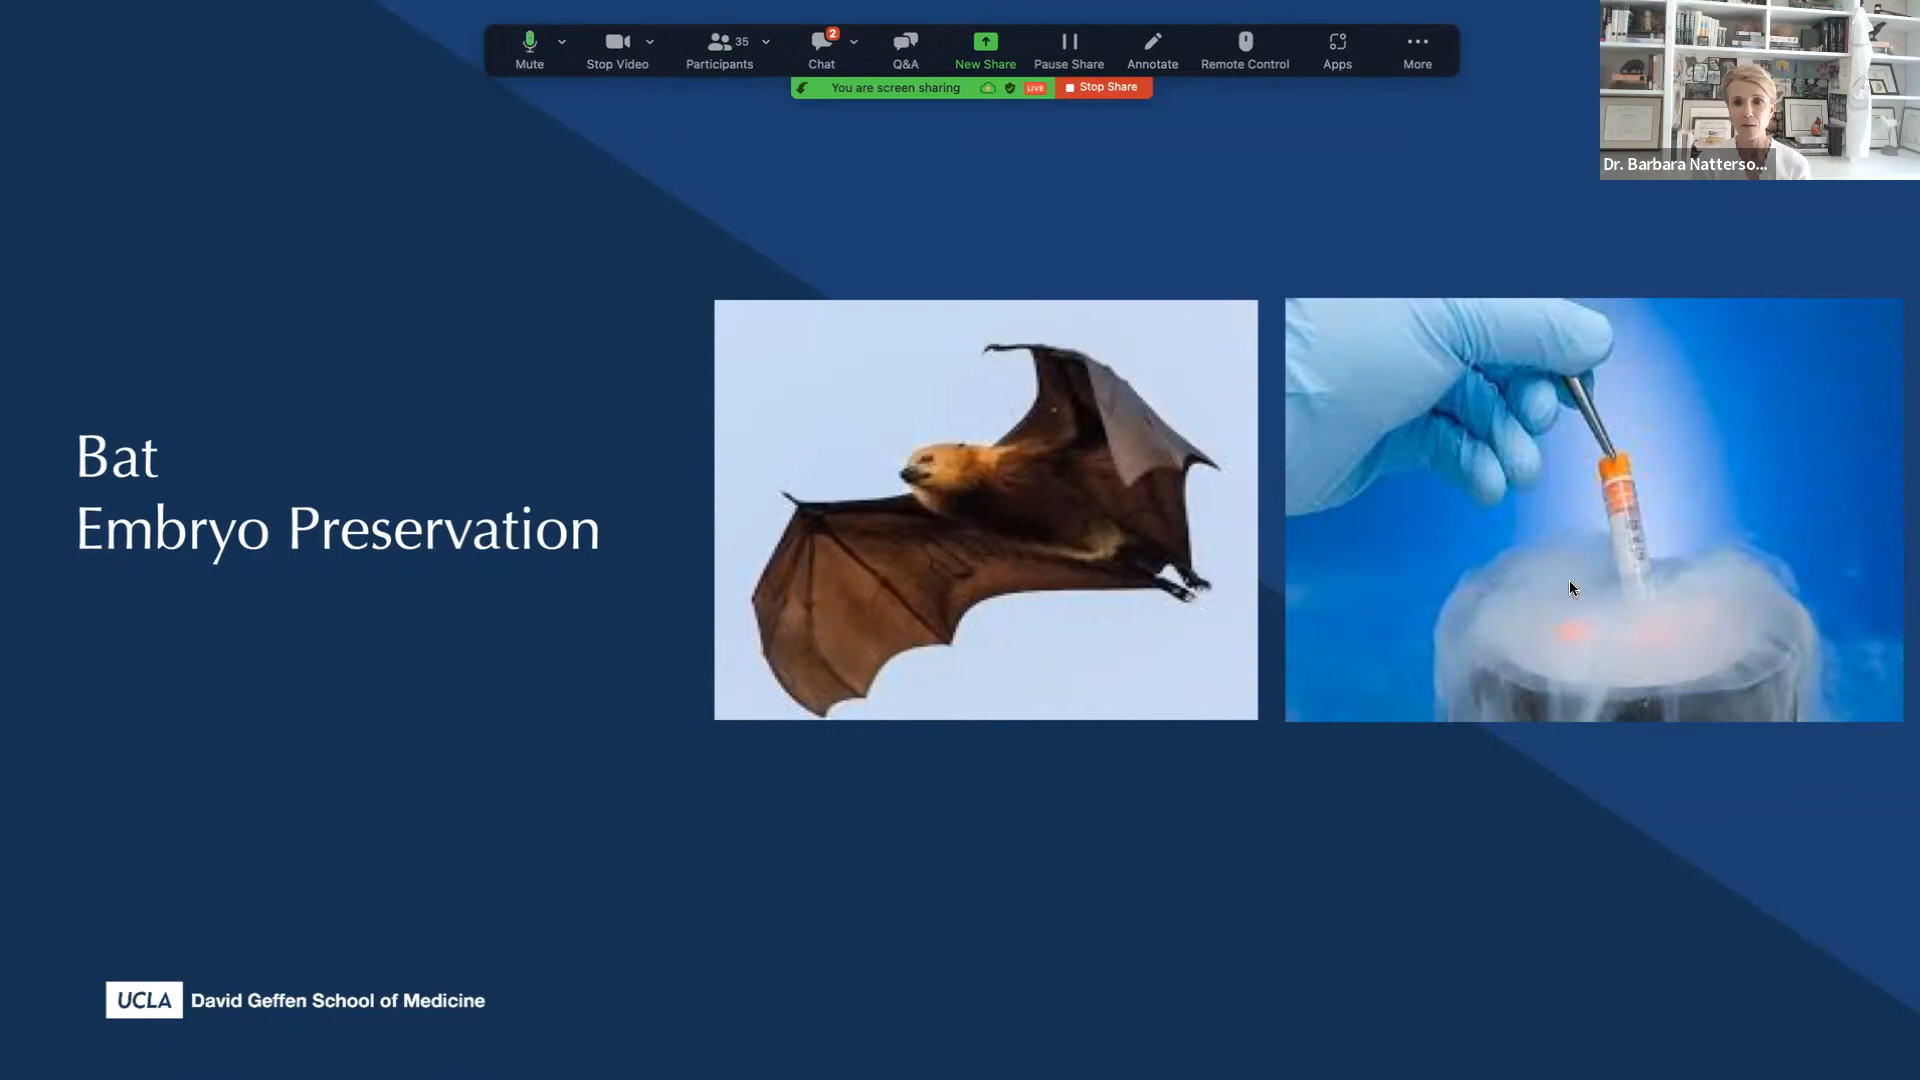 Mute
Stop Video
Participants
35
Chat
2
Q&A
New Share
Pause Share
Annotate
Remote Control
Apps
More
You are screen sharing
LIVE
Stop Share
Dr. Barbara Natterso...
Bat
Embryo Preservation
UCLA
David Geffen School of Medicine